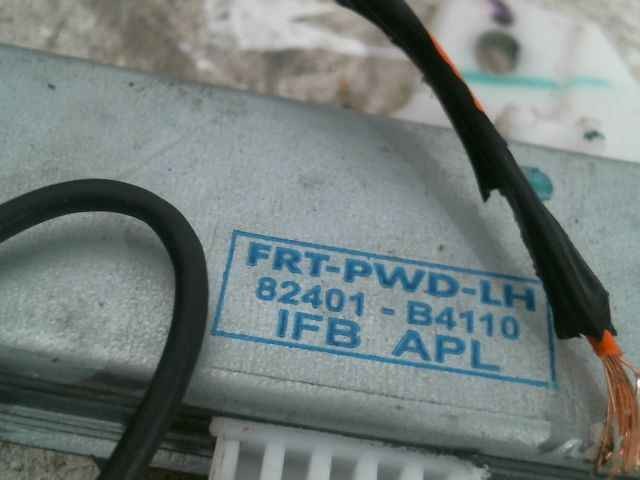 FRT-PWD-LH
82401 - B4110
IFB APL